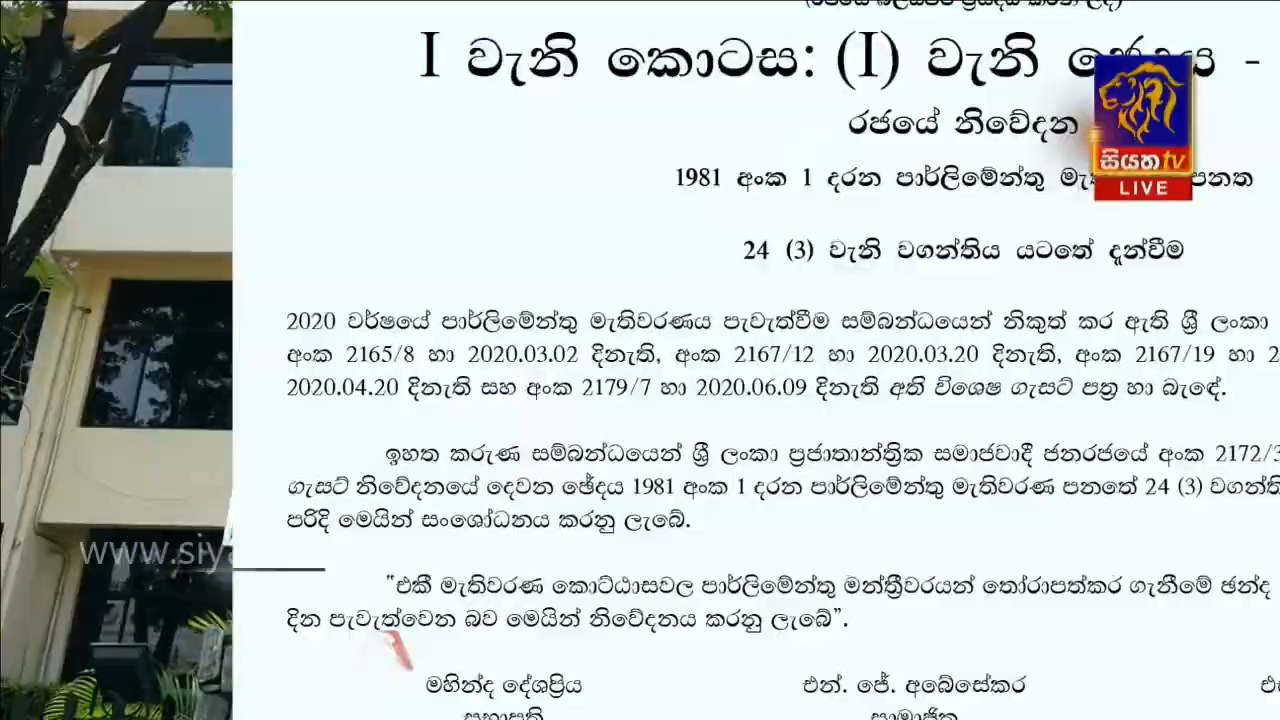 I වැනි කොටස: (I) වැනි -
රජයේ නිවේදන
සියත tv
LIVE
1981 අංක 1 දරන පාර්ලිමේන්තු පනත
24 (3) වැනි වගන්තිය යටතේ දැන්වීම
2020 වර්ෂයේ පාර්ලිමේන්තු මැතිවරණය පැවැත්වීම සම්බන්ධයෙන් නිකුත් කර ඇති ශ්‍රී ලංකා
අංක 2165/8 හා 2020.03.02 දිනැති, අංක 2167/12 හා 2020.03.20 දිනැති, අංක 2167/19 හා
2020.04.20 දිනැති සහ අංක 2179/7 හා 2020.06.09 දිනැති අති විශෙෂ ගැසට් පත්‍ර හා බැඳේ.
ඉහත කරුණ සම්බන්ධයෙන් ශ්‍රී ලංකා ප්‍රජාතාන්ත්‍රික සමාජවාදී ජනරජයේ අංක
ගැසට් නිවේදනයේ දෙවන ඡේදය 1981 අංක 1 දරන පාර්ලිමේන්තු මැතිවරණ පනතේ 24 (3)
පරිදි මෙයින් සංශෝධනය කරනු ලැබේ.
"එකී මැතිවරණ කොට්ඨාසවල පාර්ලිමේන්තු මන්ත්‍රීවරයන් තෝරාපත්කර ගැනීමේ ඡන්ද
දින පැවැත්වෙන බව මෙයින් නිවේදනය කරනු ලැබේ".
මහින්ද දේශප්‍රිය එන්. ජේ. අබේසේකර